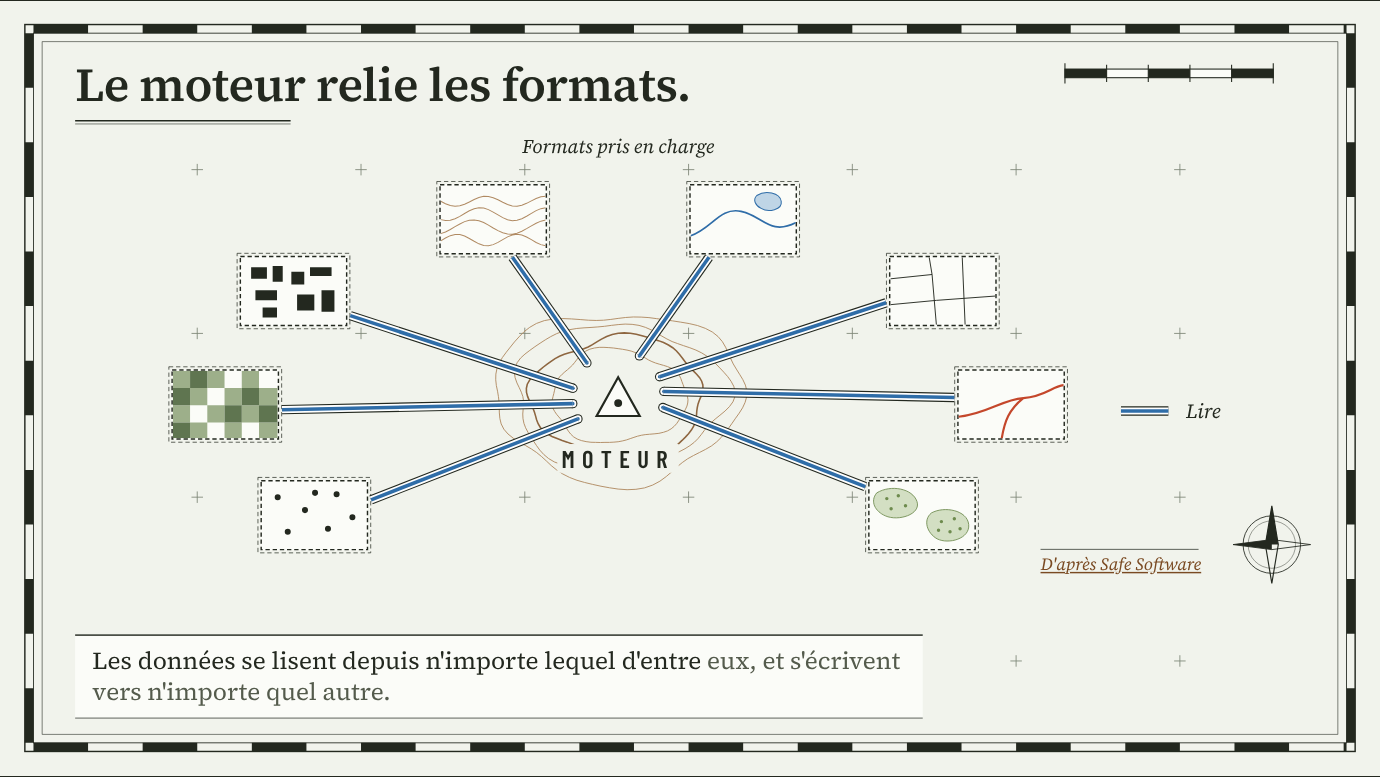 Le moteur relie les formats.
Formats pris en charge
MOTEUR
Lire
D'après Safe Software
Les données se lisent depuis n'importe lequel d'entre eux, et s'écrivent
vers n'importe quel autre.